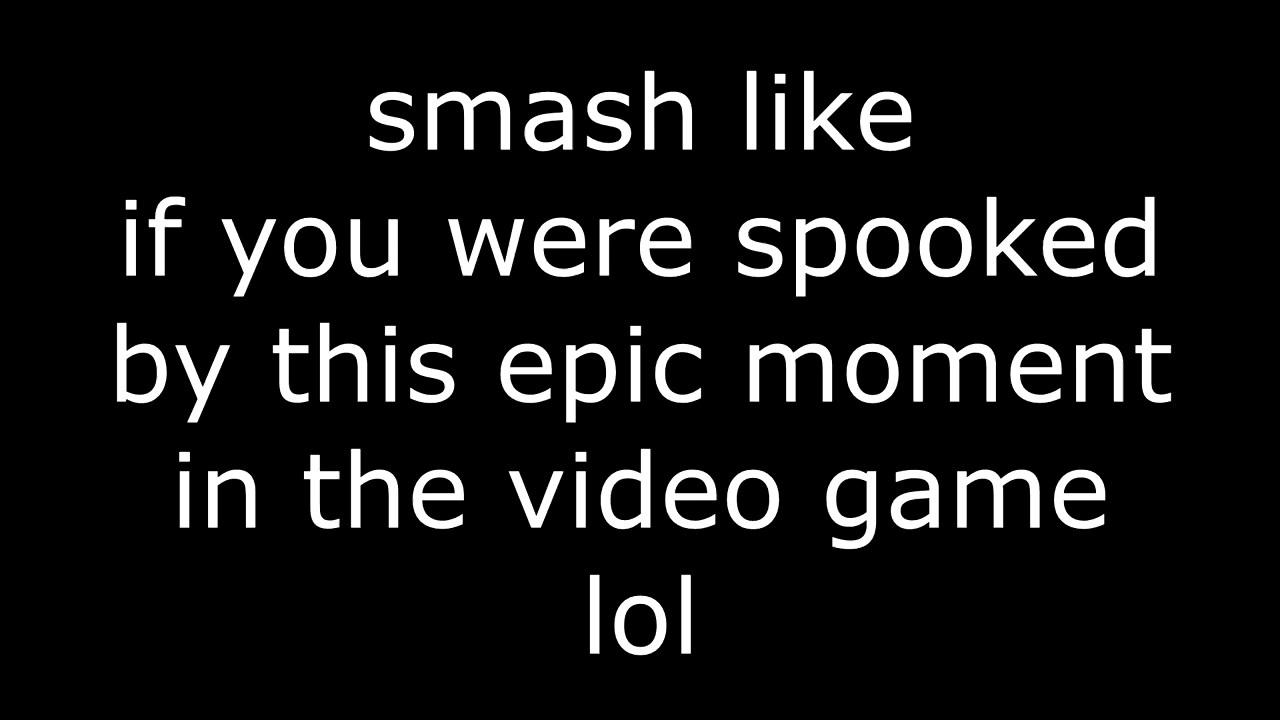 smash like
if you were spooked
by this epic moment
in the video game
lol